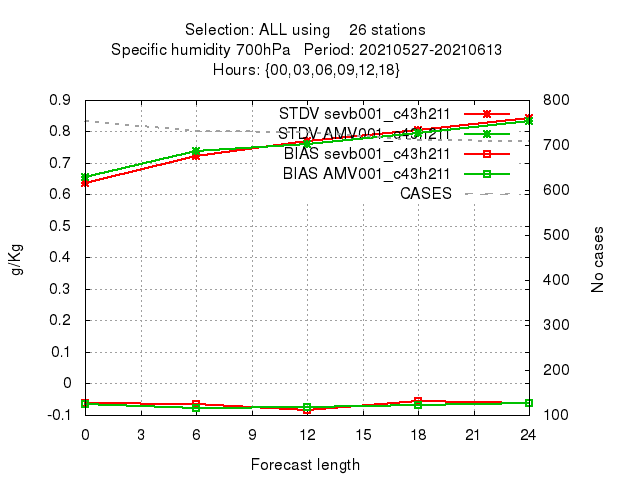 Selection: ALL using 26 stations
Specific humidity 700hPa Period: 20210527-20210613
Hours: {00,03,06,09,12,18}
0.9 800
STDV sevb001_c43h211
0.8 STDV AMV001_c43h211 700
BIAS sevb001_c43h211
0.7
BIAS AMV001_c43h211
0.6 CASES 600
0.5 500
0.4 400
g/Kg No cases
0.3
0.2 300
0.1 200
0
-0.1 100
0 3 6 9 12 15 18 21 24
Forecast length